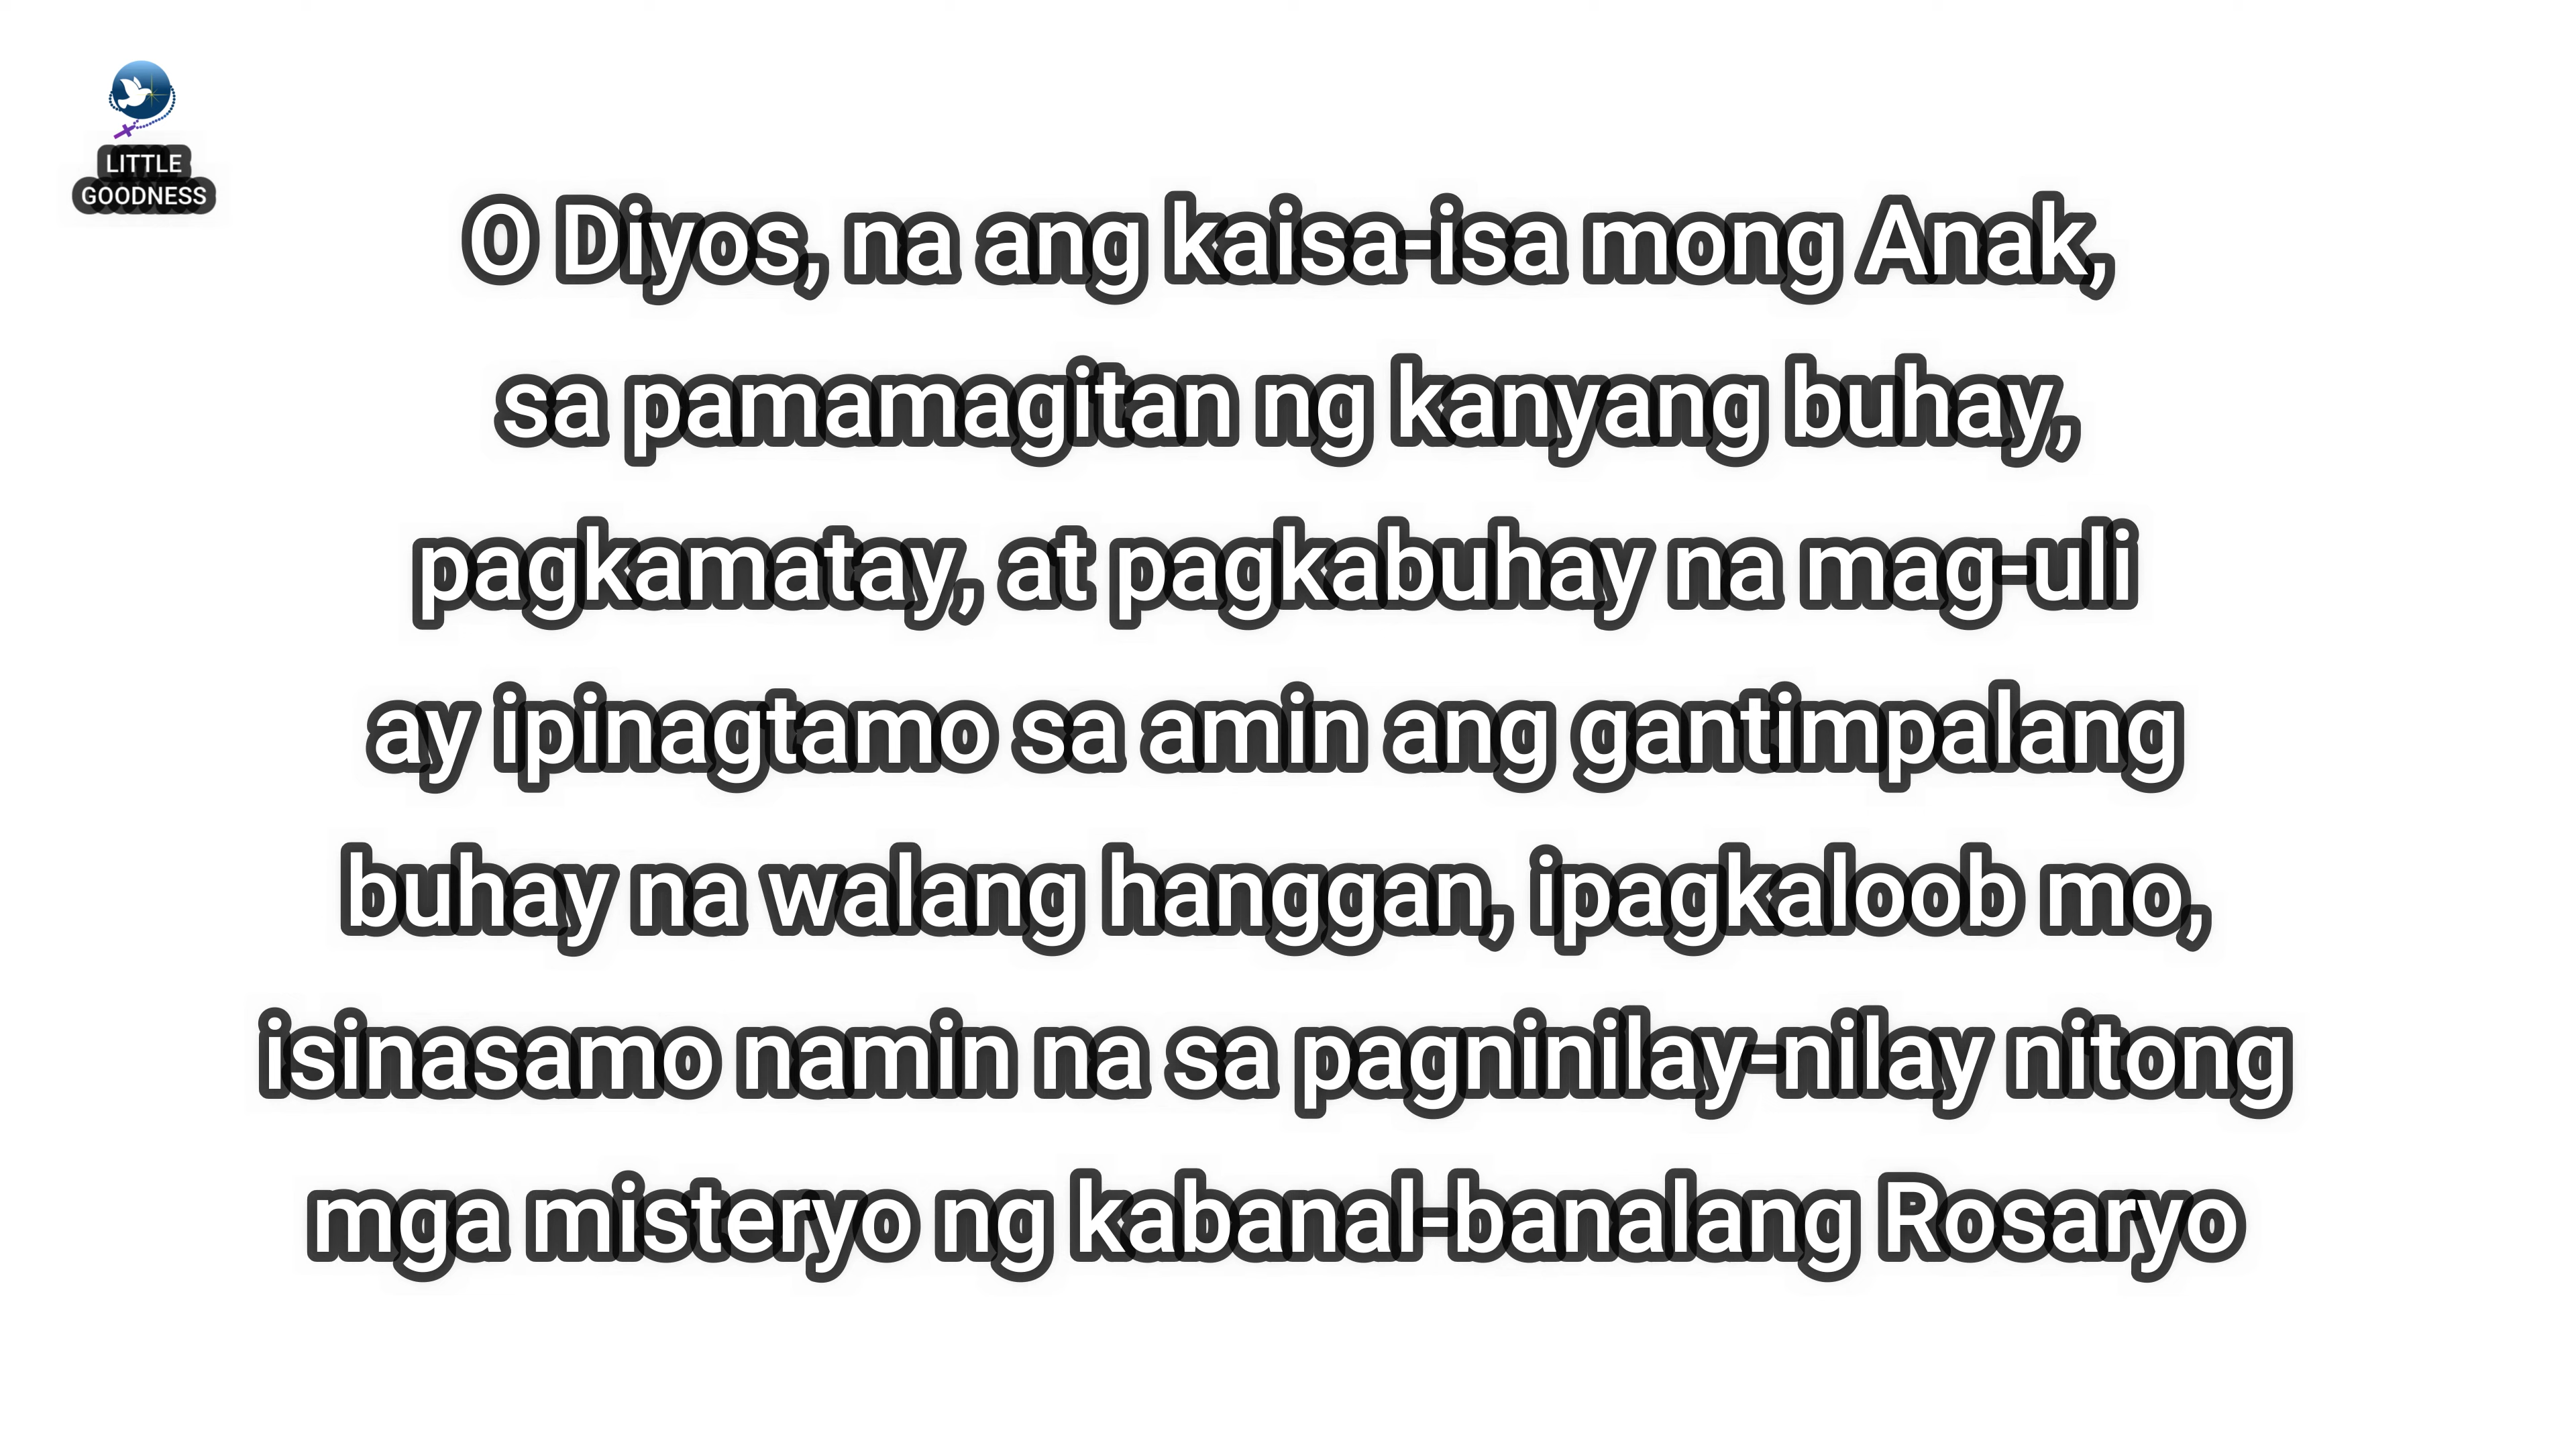 LITTLE
GOODNESS
O Diyos, na ang kaisa-isa mong Anak,
sa pamamagitan ng kanyang buhay,
pagkamatay, at pagkabuhay na mag-uli
ay ipinagtamo sa amin ang gantimpalang
buhay na walang hanggan, ipagkaloob mo,
isinasamo namin na sa pagninilay-nilay nitong
mga misteryo ng kabanal-banalang Rosaryo